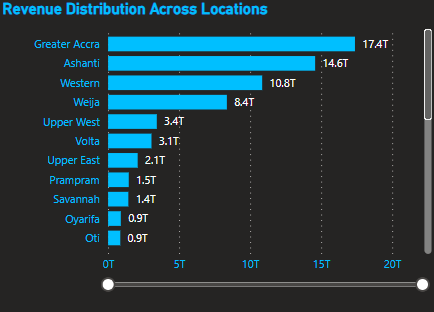 Revenue Distribution Across Locations
Greater Accra 17.4T
Ashanti 14.6T
Western 10.8T
Weija 8.4T
Upper West 3.4T
Volta 3.1T
Upper East 2.1T
Prampram 1.5T
Savannah 1.4T
Oyarifa 0.9T
Oti 0.9T
0T 5T 10T 15T 20T